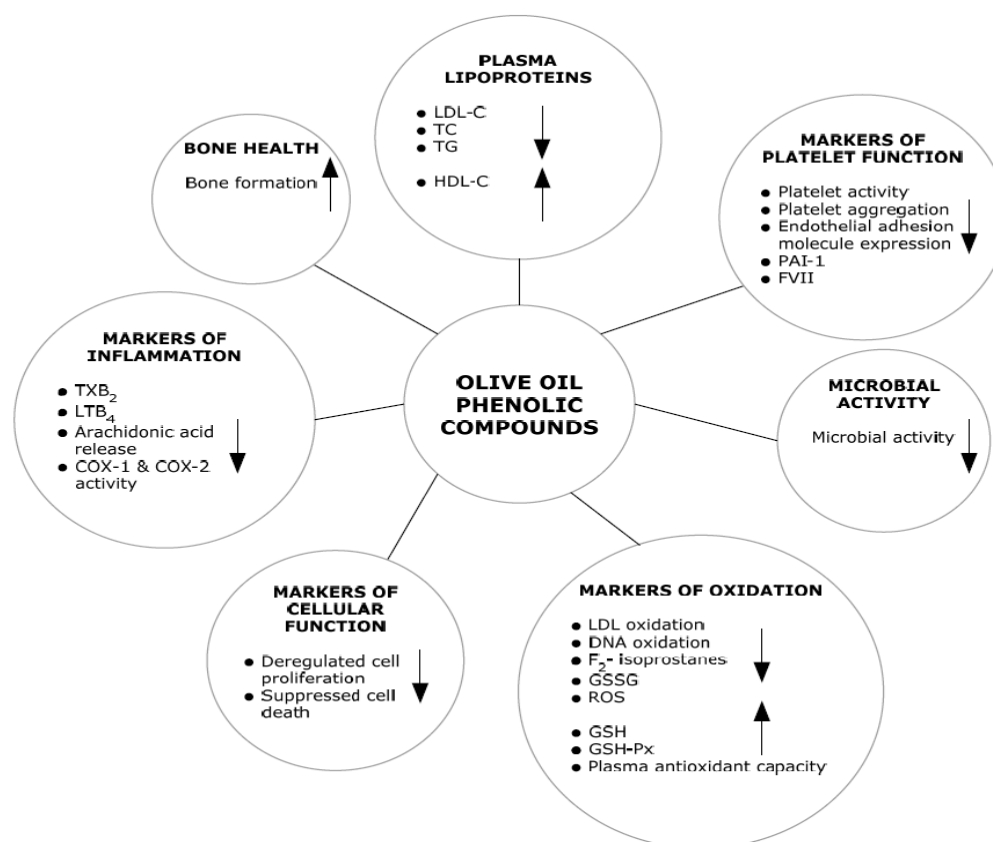 PLASMA
LIPOPROTEINS
● LDL-C
● TC
● TG
● HDL-C
BONE HEALTH
Bone formation
MARKERS OF
PLATELET FUNCTION
● Platelet activity
● Platelet aggregation
● Endothelial adhesion
molecule expression
● PAI-1
● FVII
MARKERS OF
INFLAMMATION
● TXB₂
● LTB₄
● Arachidonic acid
release
● COX-1 & COX-2
activity
OLIVE OIL
PHENOLIC
COMPOUNDS
MICROBIAL
ACTIVITY
Microbial activity
MARKERS OF
CELLULAR
FUNCTION
● Deregulated cell
proliferation
● Suppressed cell
death
MARKERS OF OXIDATION
● LDL oxidation
● DNA oxidation
● F₂- isoprostanes
● GSSG
● ROS
● GSH
● GSH-Px
● Plasma antioxidant capacity